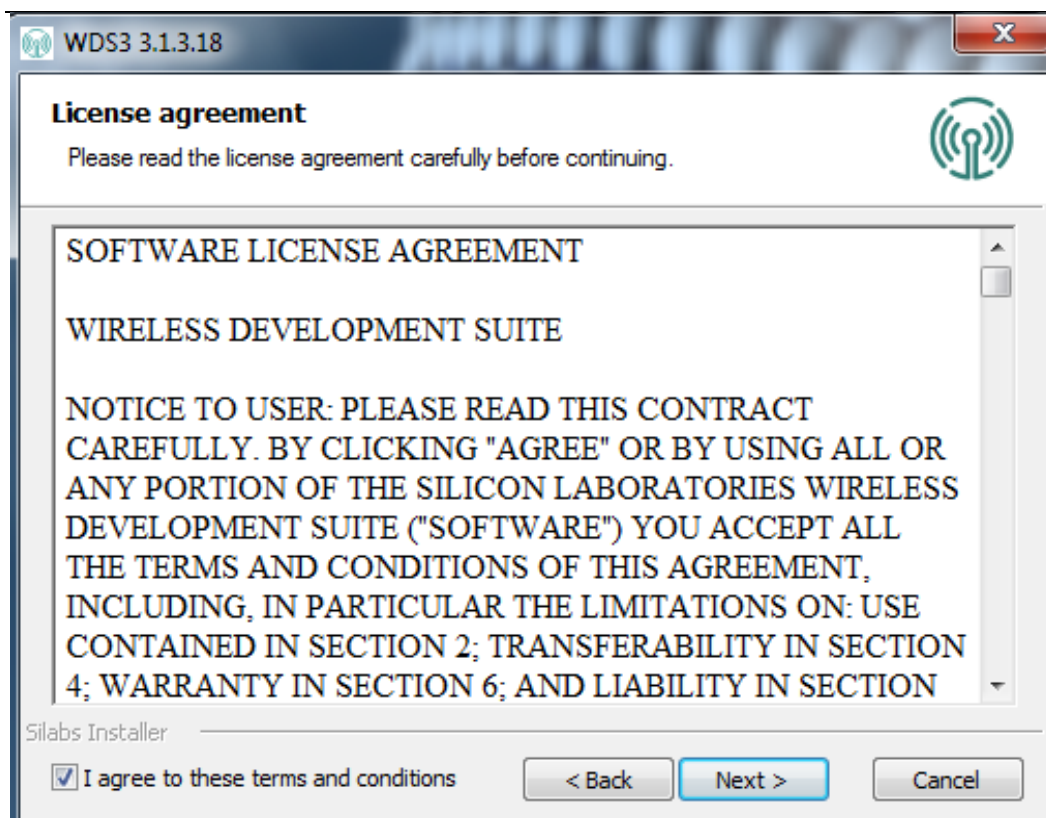 WDS3 3.1.3.18
License agreement
Please read the license agreement carefully before continuing.
SOFTWARE LICENSE AGREEMENT
WIRELESS DEVELOPMENT SUITE
NOTICE TO USER: PLEASE READ THIS CONTRACT
CAREFULLY. BY CLICKING "AGREE" OR BY USING ALL OR
ANY PORTION OF THE SILICON LABORATORIES WIRELESS
DEVELOPMENT SUITE ("SOFTWARE") YOU ACCEPT ALL
THE TERMS AND CONDITIONS OF THIS AGREEMENT,
INCLUDING, IN PARTICULAR THE LIMITATIONS ON: USE
CONTAINED IN SECTION 2; TRANSFERABILITY IN SECTION
4; WARRANTY IN SECTION 6; AND LIABILITY IN SECTION
Silabs Installer
I agree to these terms and conditions
< Back
Next >
Cancel